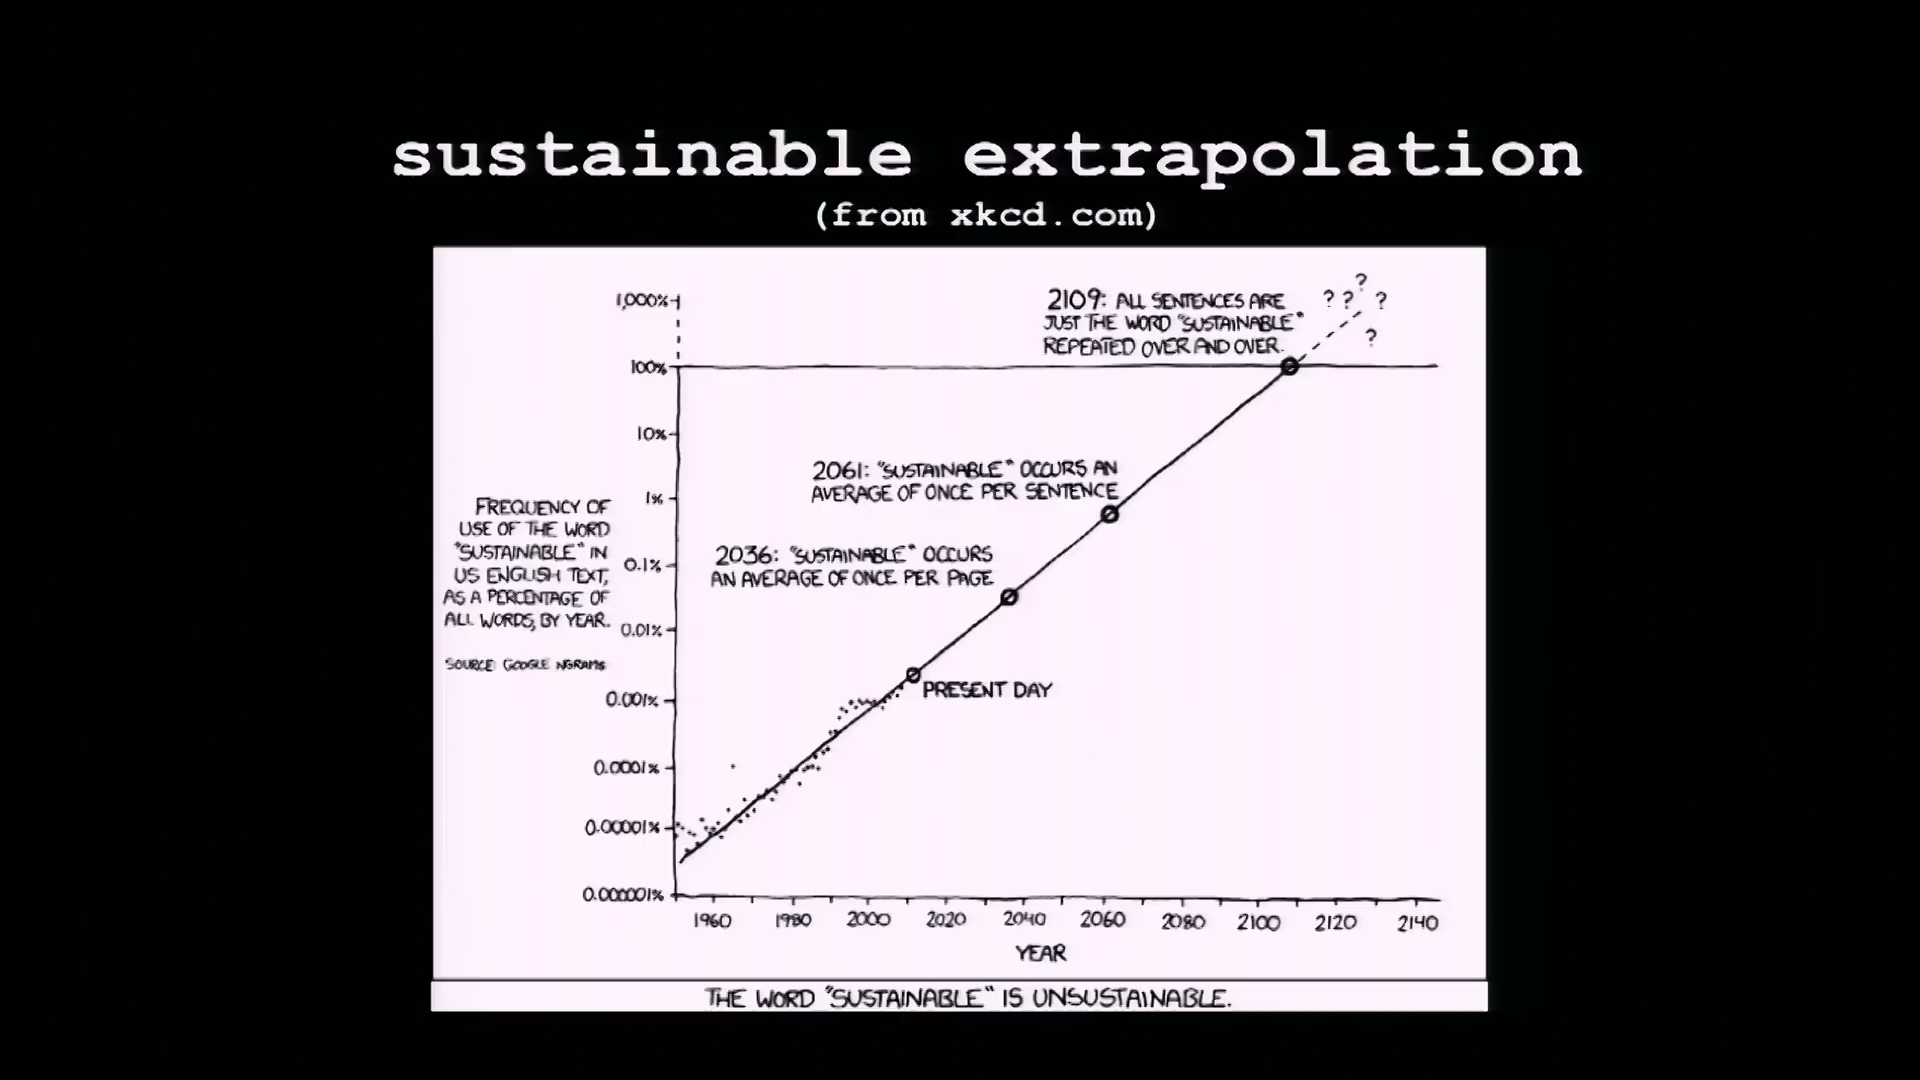 sustainable extrapolation
(from xkcd.com)
1,000%
2109: ALL SENTENCES ARE
JUST THE WORD "SUSTAINABLE"
REPEATED OVER AND OVER.
? ? ? ? ?
100%
10%
2061: "SUSTAINABLE" OCCURS AN
AVERAGE OF ONCE PER SENTENCE
1%
FREQUENCY OF
USE OF THE WORD
"SUSTAINABLE" IN
US ENGLISH TEXT,
AS A PERCENTAGE OF
ALL WORDS, BY YEAR.
SOURCE: GOOGLE NGRAMS
2036: "SUSTAINABLE" OCCURS
AN AVERAGE OF ONCE PER PAGE
0.1%
0.01%
PRESENT DAY
0.001%
0.0001%
0.00001%
0.000001%
1960 1980 2000 2020 2040 2060 2080 2100 2120 2140
YEAR
THE WORD "SUSTAINABLE" IS UNSUSTAINABLE.